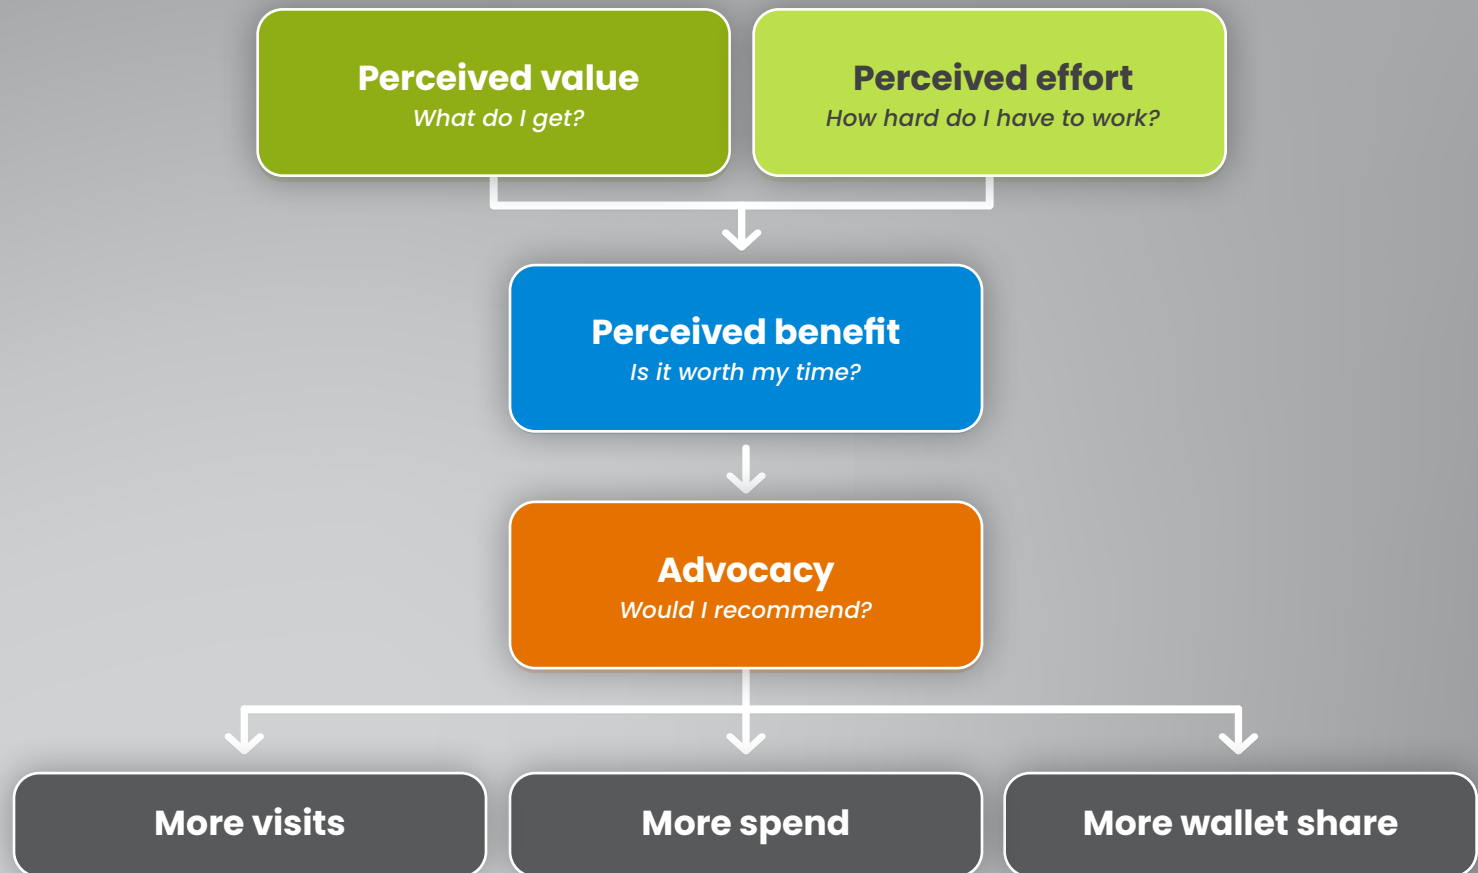 Perceived value
What do I get?
Perceived effort
How hard do I have to work?
Perceived benefit
Is it worth my time?
Advocacy
Would I recommend?
More visits
More spend
More wallet share